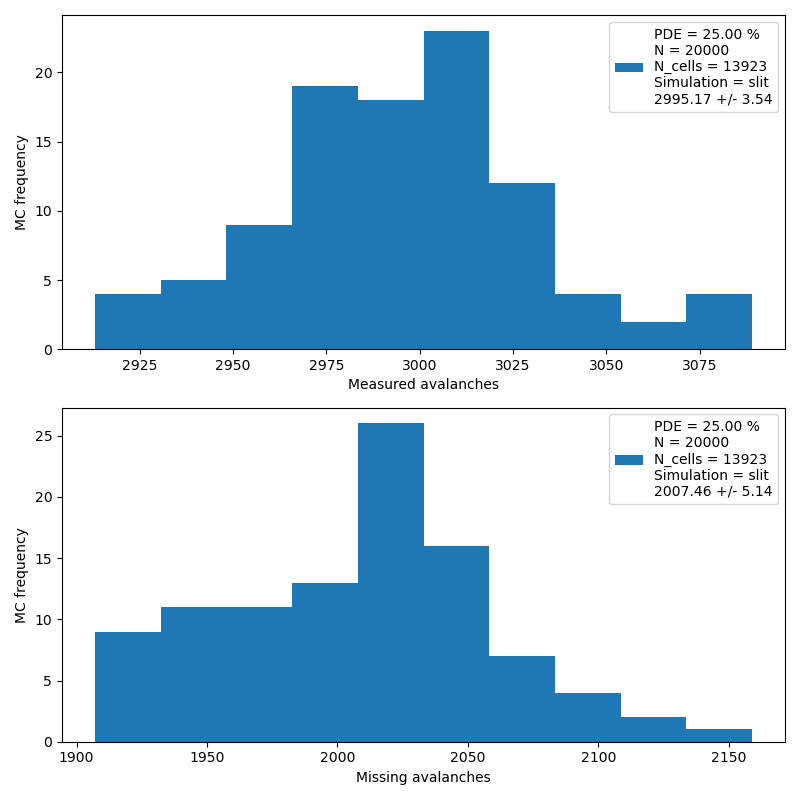 PDE = 25.00 %
N = 20000
N_cells = 13923
Simulation = slit
2995.17 +/- 3.54
MC frequency
20
15
10
5
0
2925 2950 2975 3000 3025 3050 3075
Measured avalanches
PDE = 25.00 %
N = 20000
N_cells = 13923
Simulation = slit
2007.46 +/- 5.14
MC frequency
25
20
15
10
5
0
1900 1950 2000 2050 2100 2150
Missing avalanches